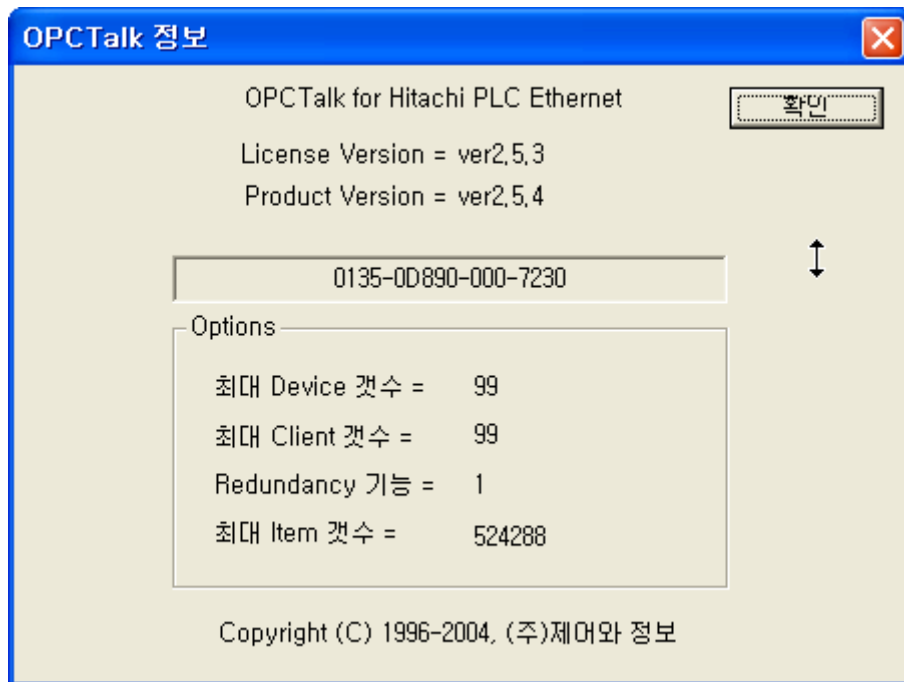 OPCTalk 정보
OPCTalk for Hitachi PLC Ethernet
확인
License Version = ver2,5,3
Product Version = ver2,5,4
0135-0D890-000-7230
Options
최대 Device 갯수 = 99
최대 Client 갯수 = 99
Redundancy 기능 = 1
최대 Item 갯수 = 524288
Copyright (C) 1996-2004, (주)제어와 정보